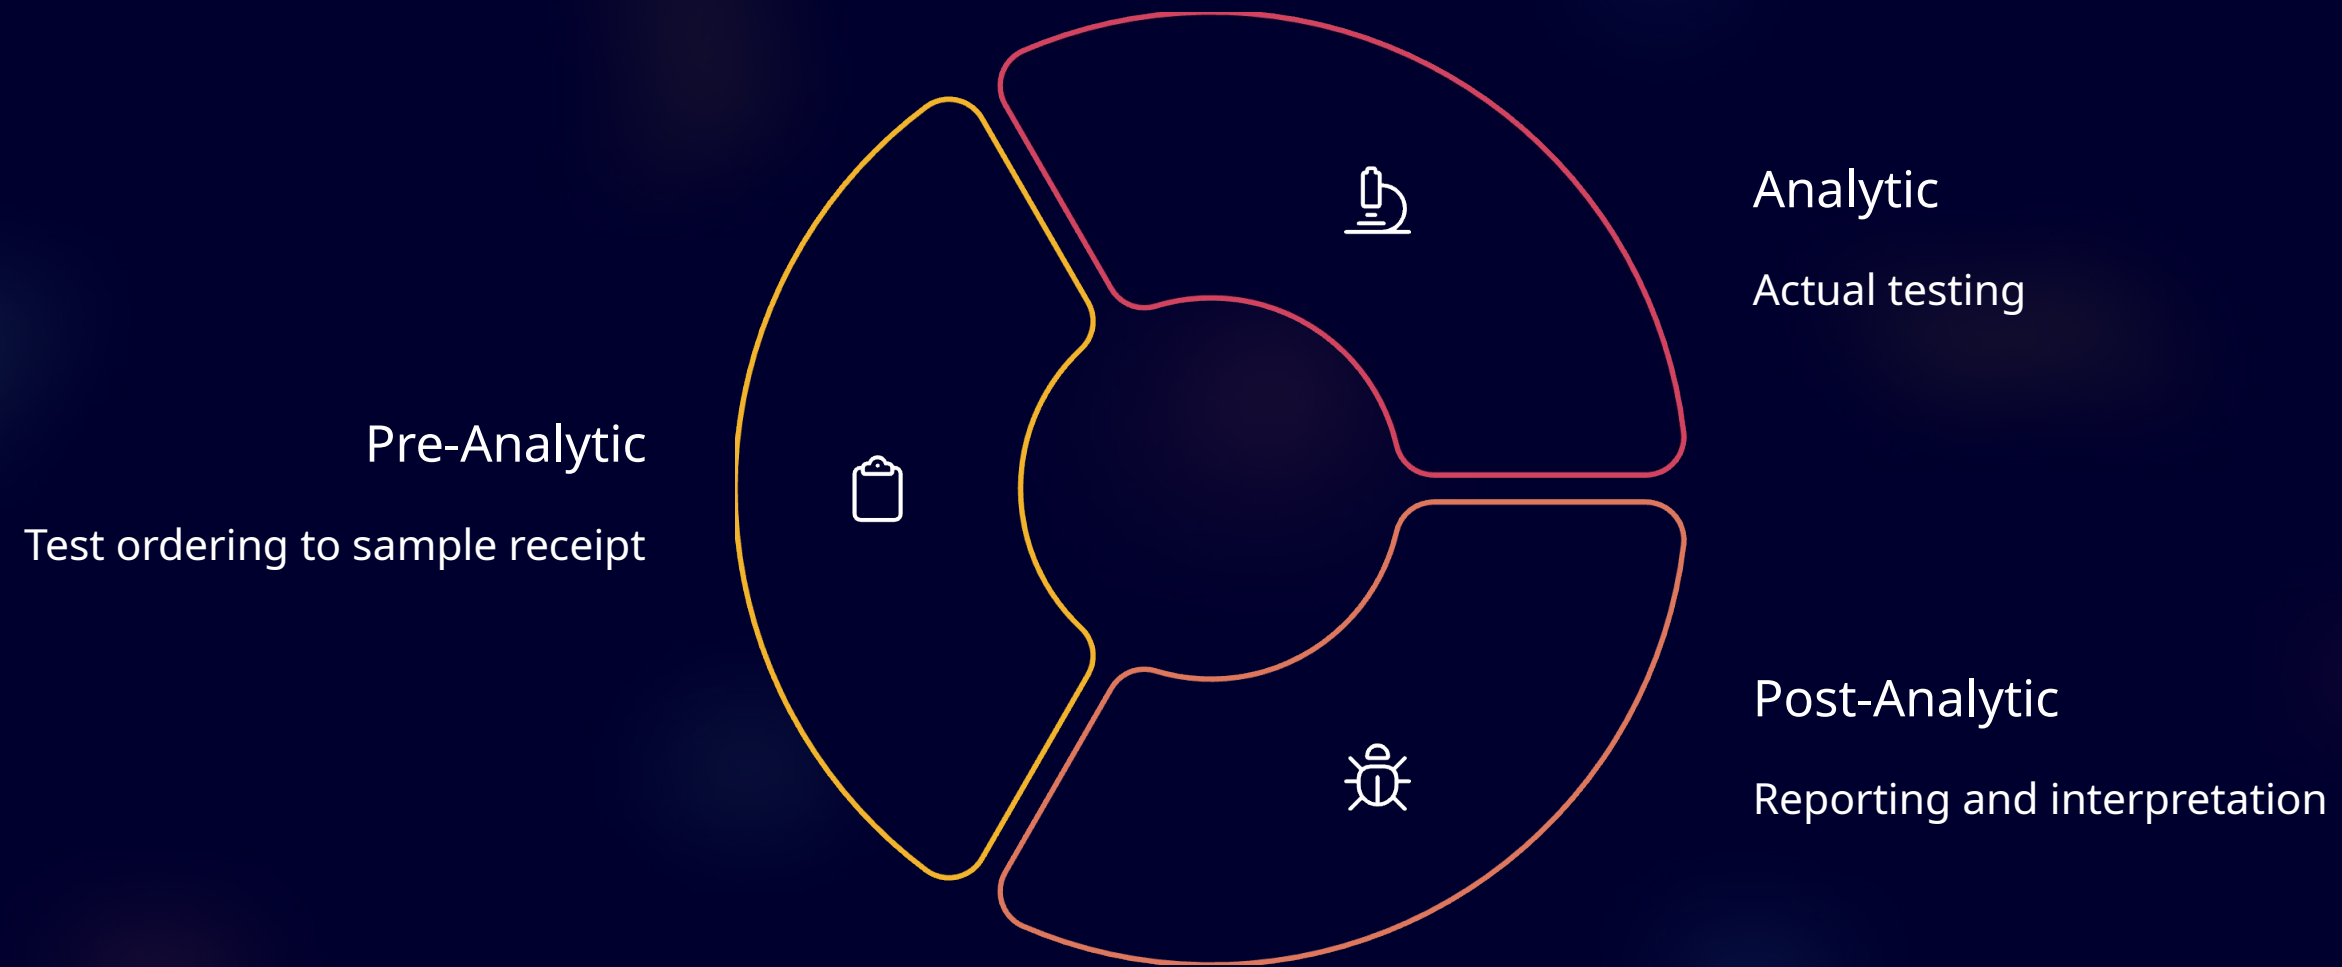 Pre-Analytic
Test ordering to sample receipt
Analytic
Actual testing
Post-Analytic
Reporting and interpretation